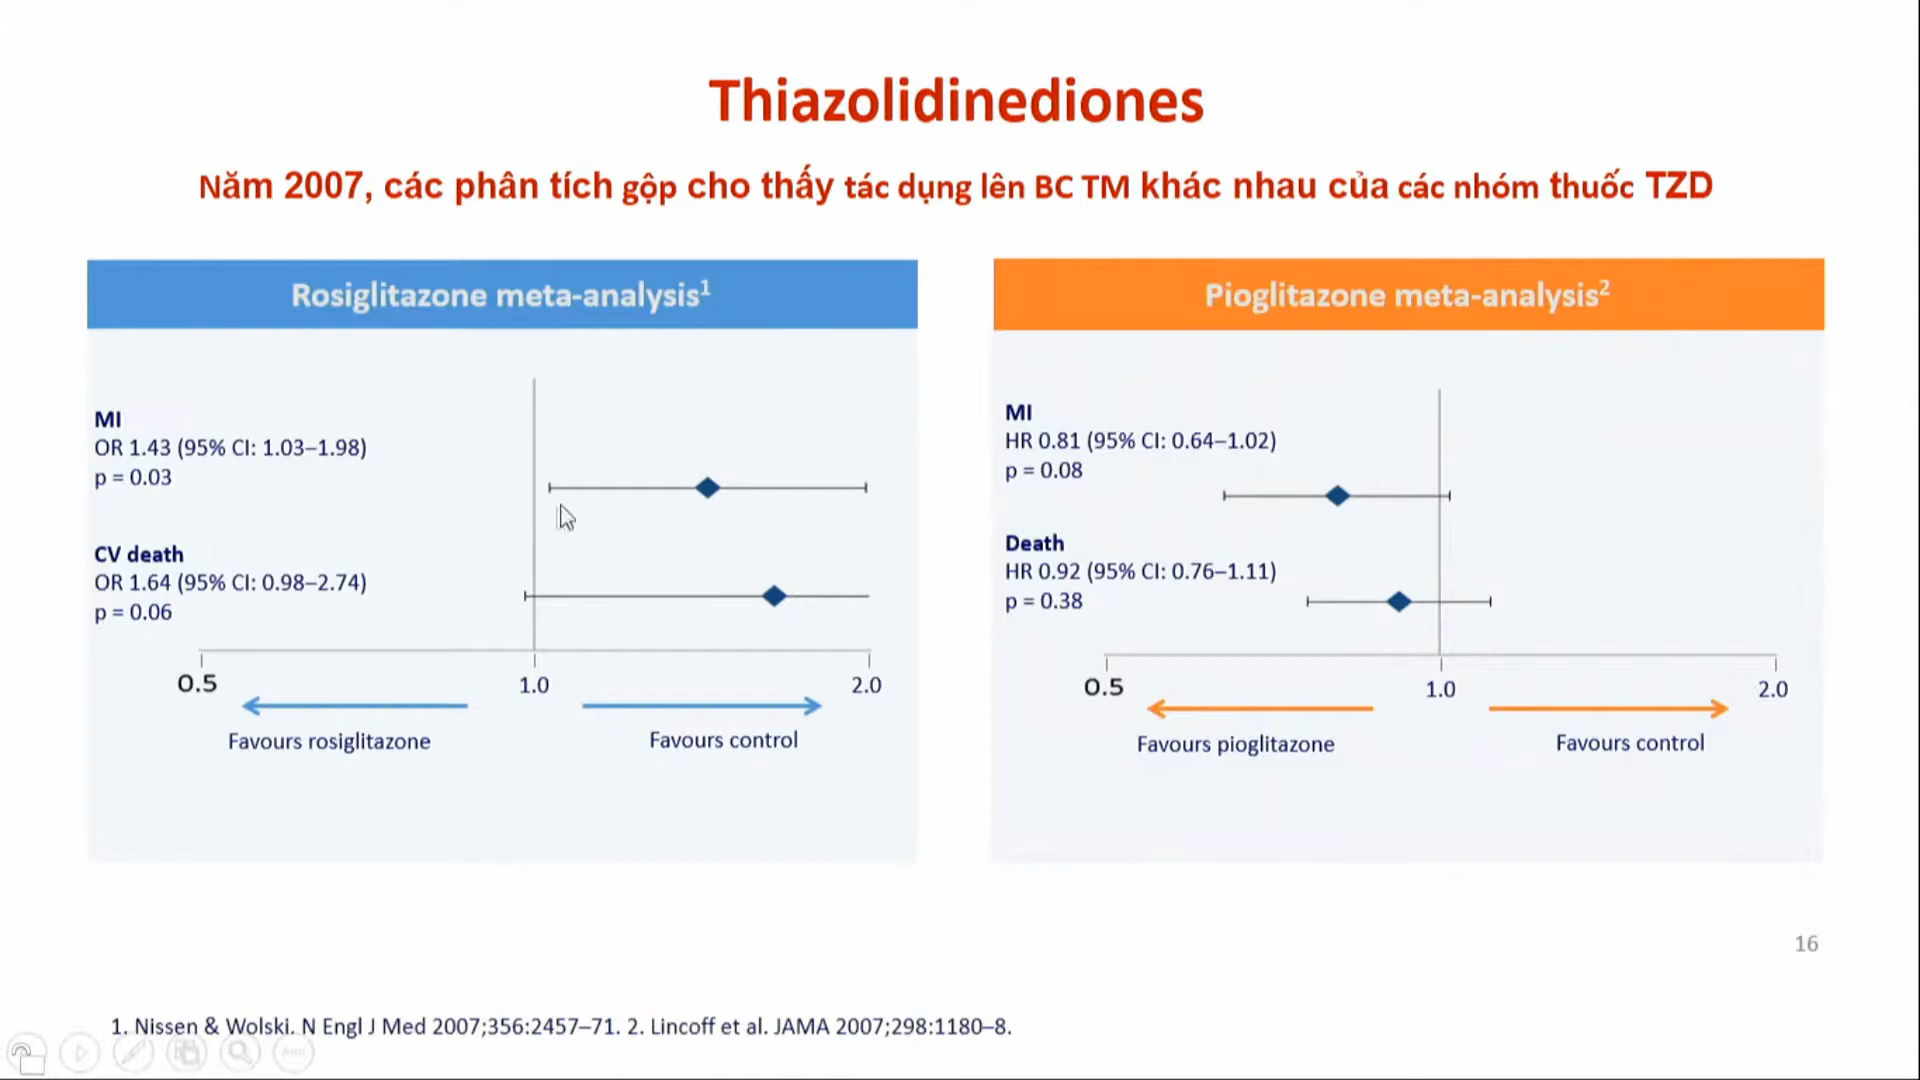 Thiazolidinediones
Năm 2007, các phân tích gộp cho thấy tác dụng lên BC TM khác nhau của các nhóm thuốc TZD
Rosiglitazone meta-analysis¹
MI
OR 1.43 (95% CI: 1.03–1.98)
p = 0.03
CV death
OR 1.64 (95% CI: 0.98–2.74)
p = 0.06
0.5 1.0 2.0
Favours rosiglitazone Favours control
Pioglitazone meta-analysis²
MI
HR 0.81 (95% CI: 0.64–1.02)
p = 0.08
Death
HR 0.92 (95% CI: 0.76–1.11)
p = 0.38
0.5 1.0 2.0
Favours pioglitazone Favours control
16
1. Nissen & Wolski. N Engl J Med 2007;356:2457–71. 2. Lincoff et al. JAMA 2007;298:1180–8.